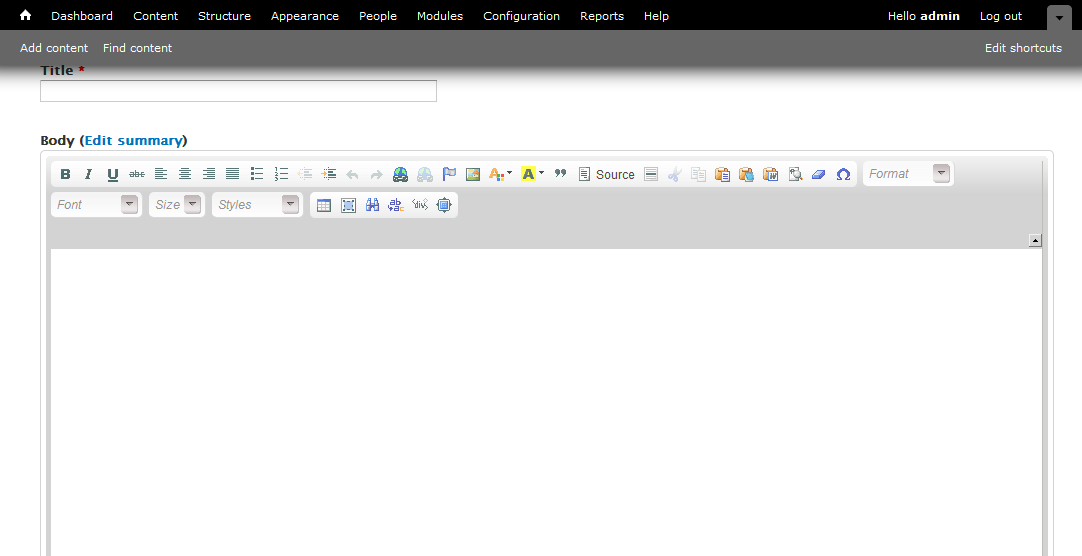 Dashboard Content Structure Appearance People Modules Configuration Reports Help Hello admin Log out
Add content Find content Edit shortcuts
Title *
Body (Edit summary)
B I U abc A A Source Format
Font Size Styles